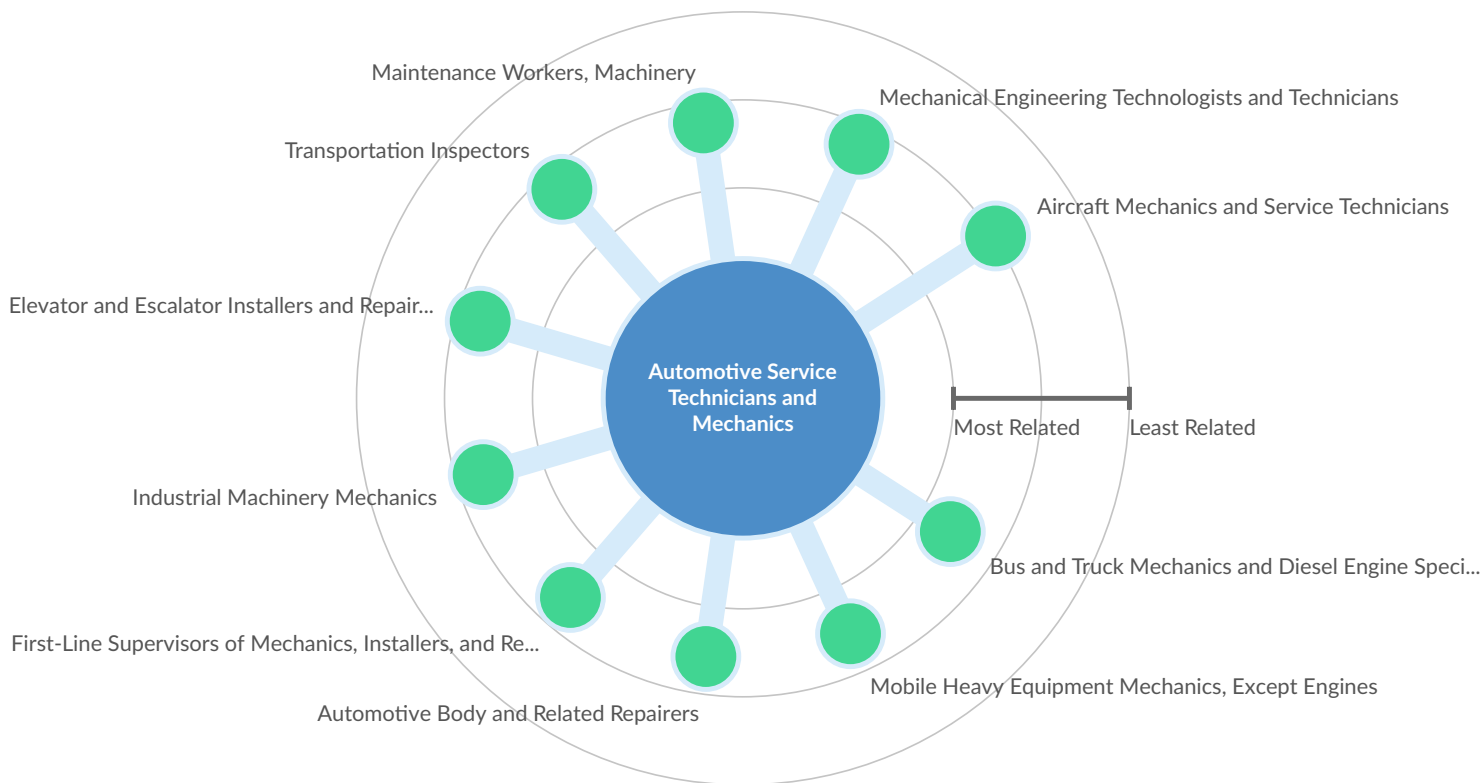 Maintenance Workers, Machinery
Mechanical Engineering Technologists and Technicians
Transportation Inspectors
Aircraft Mechanics and Service Technicians
Elevator and Escalator Installers and Repair...
Automotive Service
Technicians and
Mechanics
Most Related
Least Related
Industrial Machinery Mechanics
Bus and Truck Mechanics and Diesel Engine Speci...
First-Line Supervisors of Mechanics, Installers, and Re...
Mobile Heavy Equipment Mechanics, Except Engines
Automotive Body and Related Repairers